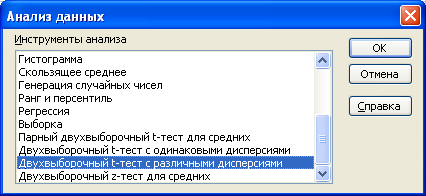 Анализ данных
Инструменты анализа
Гистограмма
Скользящее среднее
Генерация случайных чисел
Ранг и персентиль
Регрессия
Выборка
Парный двухвыборочный t-тест для средних
Двухвыборочный t-тест с одинаковыми дисперсиями
Двухвыборочный t-тест с различными дисперсиями
Двухвыборочный z-тест для средних
OK
Отмена
Справка